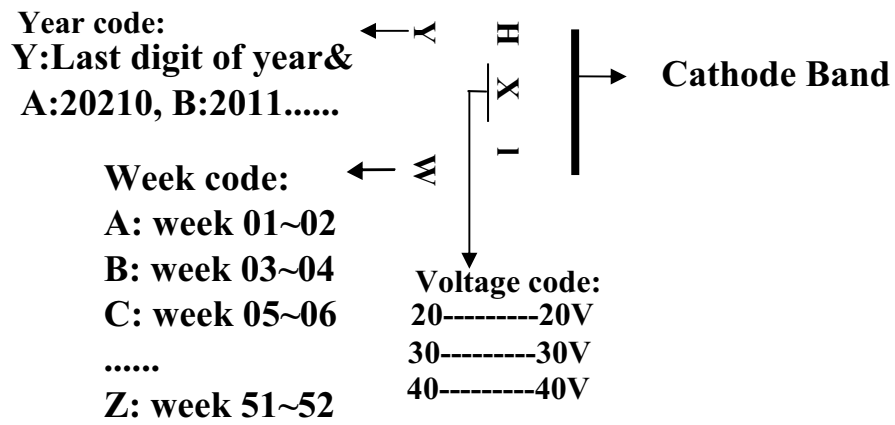 Year code:
Y:Last digit of year&
A:20210, B:2011......
Y
W
H X I
Cathode Band
Week code:
A: week 01~02
B: week 03~04
C: week 05~06
......
Z: week 51~52
Voltage code:
20---------20V
30---------30V
40---------40V